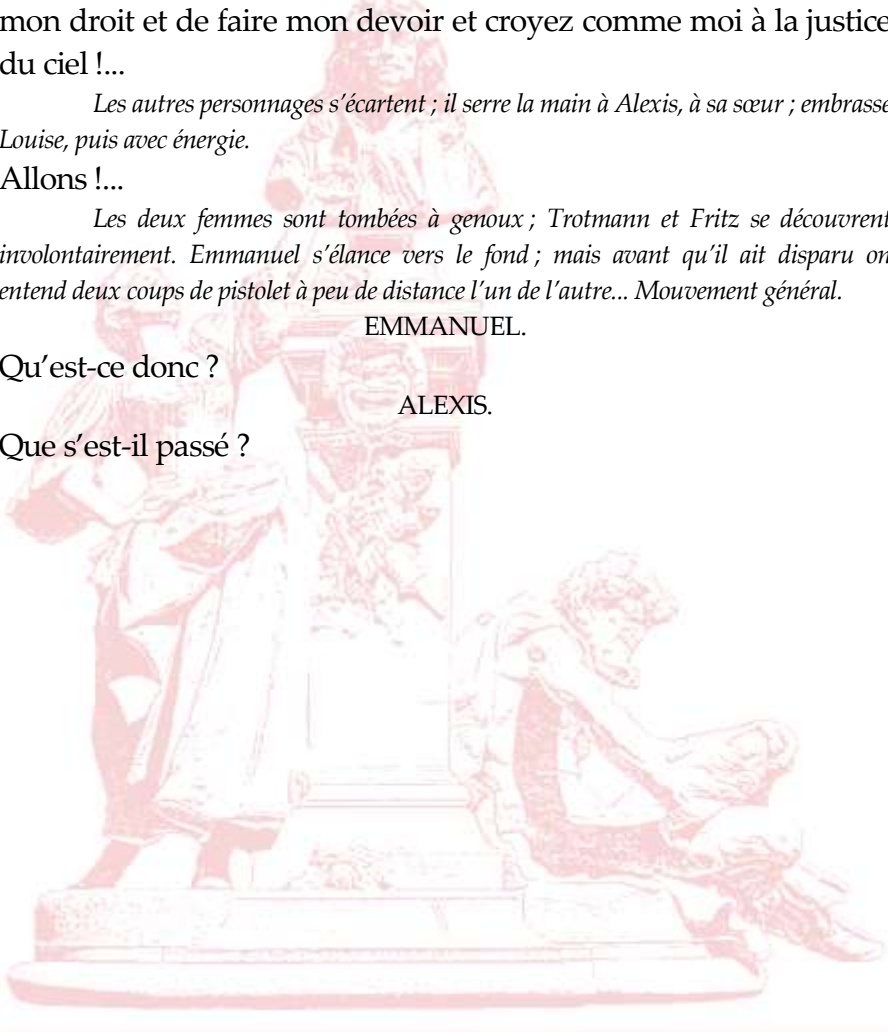 mon droit et de faire mon devoir et croyez comme moi à la justice
du ciel !...
Les autres personnages s’écartent ; il serre la main à Alexis, à sa sœur ; embrasse
Louise, puis avec énergie.
Allons !...
Les deux femmes sont tombées à genoux ; Trotmann et Fritz se découvrent
involontairement. Emmanuel s’élance vers le fond ; mais avant qu’il ait disparu on
entend deux coups de pistolet à peu de distance l’un de l’autre... Mouvement général.
EMMANUEL.
Qu’est-ce donc ?
ALEXIS.
Que s’est-il passé ?